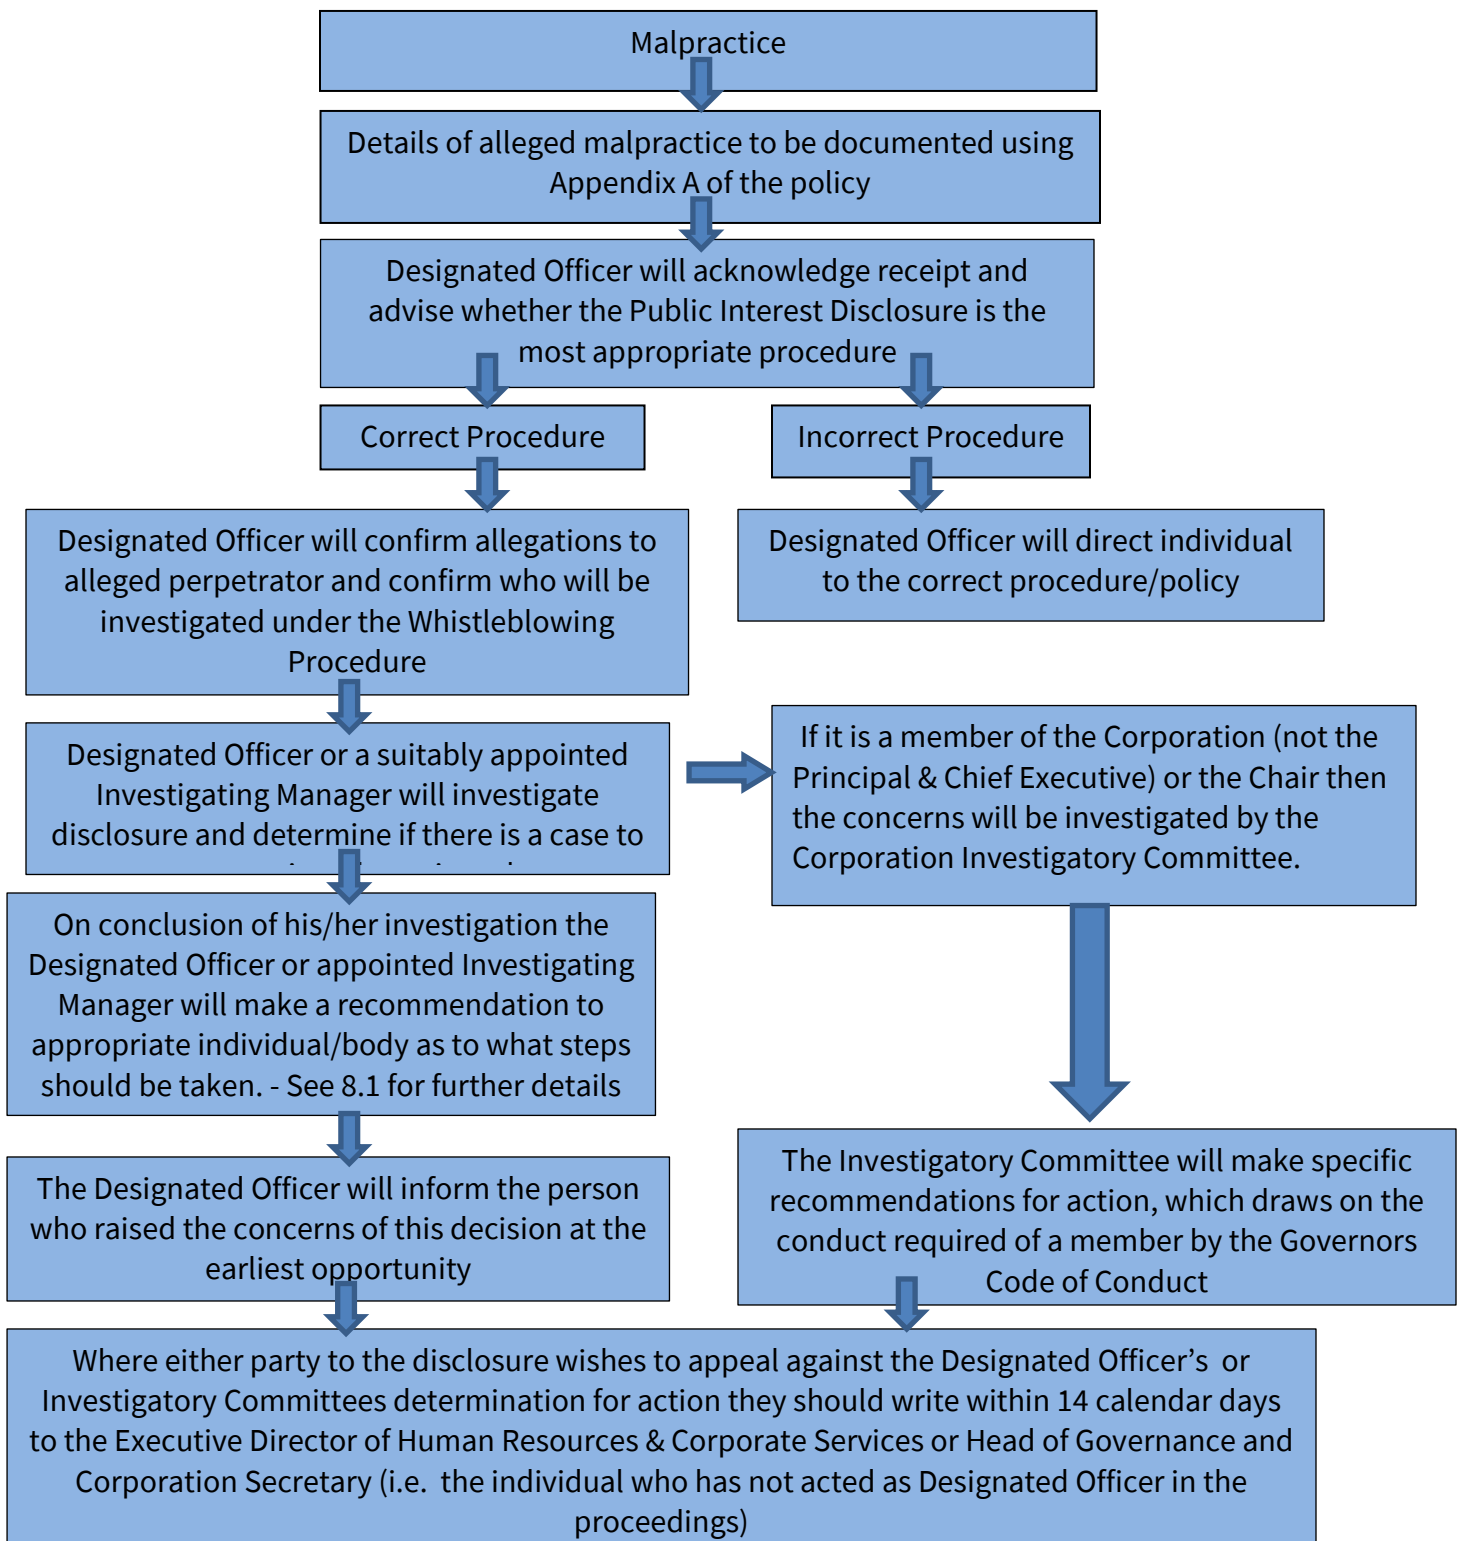 Malpractice
Details of alleged malpractice to be documented using
Appendix A of the policy
Designated Officer will acknowledge receipt and
advise whether the Public Interest Disclosure is the
most appropriate procedure
Correct Procedure
Incorrect Procedure
Designated Officer will confirm allegations to
alleged perpetrator and confirm who will be
investigated under the Whistleblowing
Procedure
Designated Officer will direct individual
to the correct procedure/policy
Designated Officer or a suitably appointed
Investigating Manager will investigate
disclosure and determine if there is a case to
If it is a member of the Corporation (not the
Principal & Chief Executive) or the Chair then
the concerns will be investigated by the
Corporation Investigatory Committee.
On conclusion of his/her investigation the
Designated Officer or appointed Investigating
Manager will make a recommendation to
appropriate individual/body as to what steps
should be taken. - See 8.1 for further details
The Designated Officer will inform the person
who raised the concerns of this decision at the
earliest opportunity
The Investigatory Committee will make specific
recommendations for action, which draws on the
conduct required of a member by the Governors
Code of Conduct
Where either party to the disclosure wishes to appeal against the Designated Officer’s or
Investigatory Committees determination for action they should write within 14 calendar days
to the Executive Director of Human Resources & Corporate Services or Head of Governance and
Corporation Secretary (i.e. the individual who has not acted as Designated Officer in the
proceedings)